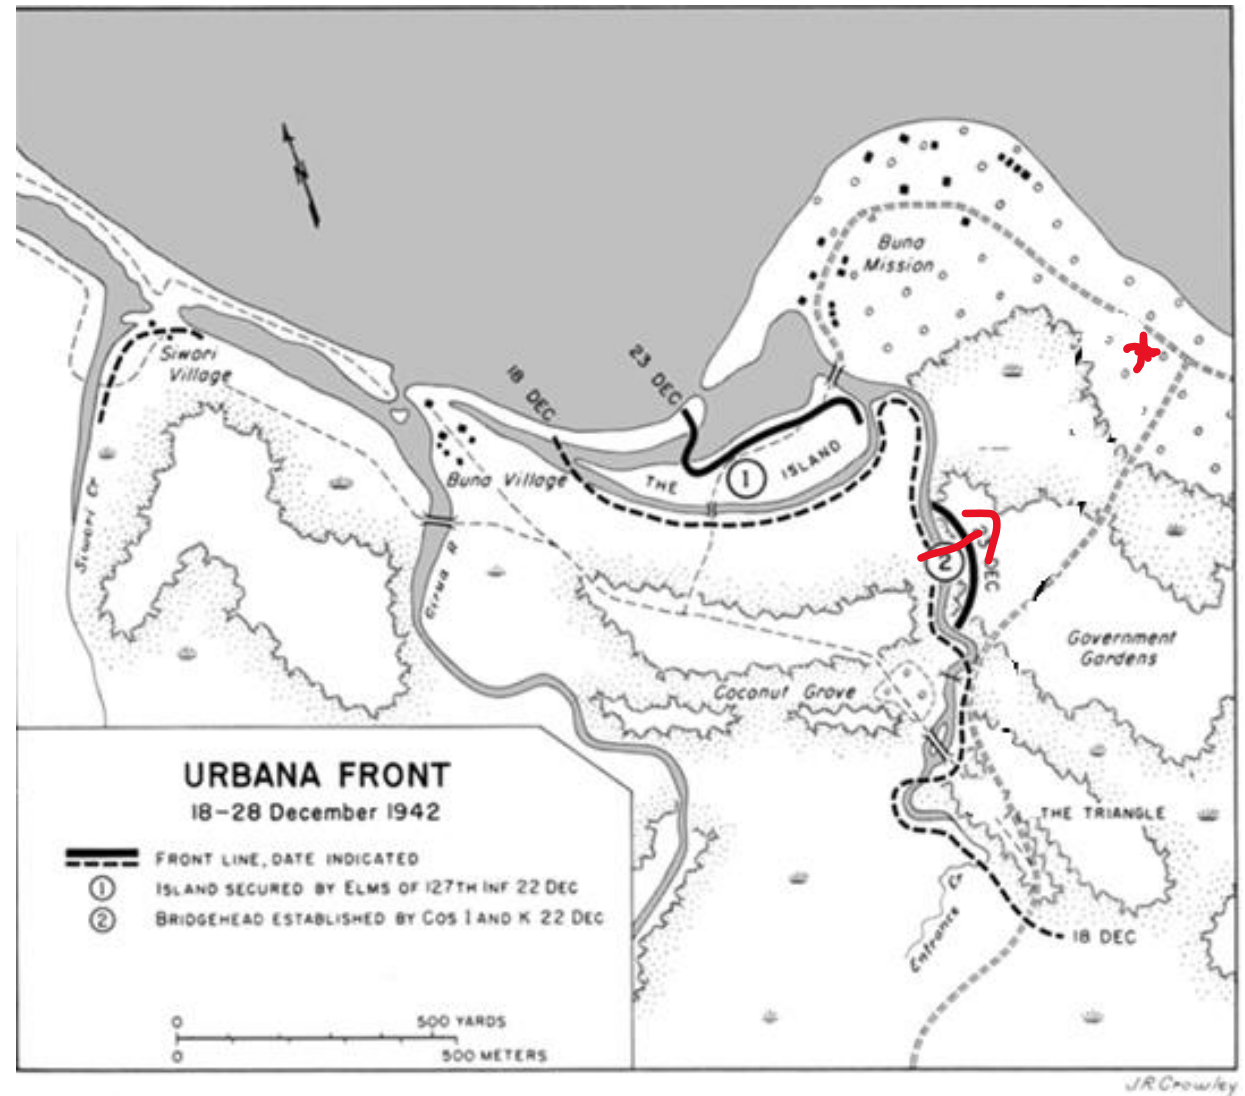 N
Buna
Mission
Siwori
Village
23 DEC
18 DEC
Buna Village
THE
1
ISLAND
Siwori Cr
Girua R
2
DEC
Government
Gardens
Coconut Grove
THE TRIANGLE
Entrance Cr
18 DEC
URBANA FRONT
18-28 December 1942
FRONT LINE, DATE INDICATED
1 ISLAND SECURED BY ELMS OF 127TH INF 22 DEC
2 BRIDGEHEAD ESTABLISHED BY COS I AND K 22 DEC
0 500 YARDS
0 500 METERS
J.R.Crowley